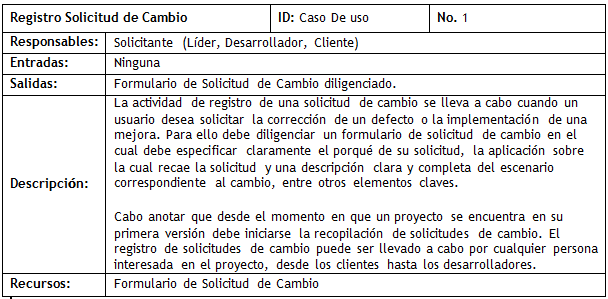 Registro Solicitud de Cambio ID: Caso De uso No. 1
Responsables: Solicitante (Líder, Desarrollador, Cliente)
Entradas: Ninguna
Salidas: Formulario de Solicitud de Cambio diligenciado.
Descripción:
La actividad de registro de una solicitud de cambio se lleva a cabo cuando un
usuario desea solicitar la corrección de un defecto o la implementación de una
mejora. Para ello debe diligenciar un formulario de solicitud de cambio en el
cual debe especificar claramente el porqué de su solicitud, la aplicación sobre
la cual recae la solicitud y una descripción clara y completa del escenario
correspondiente al cambio, entre otros elementos claves.
Cabo anotar que desde el momento en que un proyecto se encuentra en su
primera versión debe iniciarse la recopilación de solicitudes de cambio. El
registro de solicitudes de cambio puede ser llevado a cabo por cualquier persona
interesada en el proyecto, desde los clientes hasta los desarrolladores.
Recursos: Formulario de Solicitud de Cambio